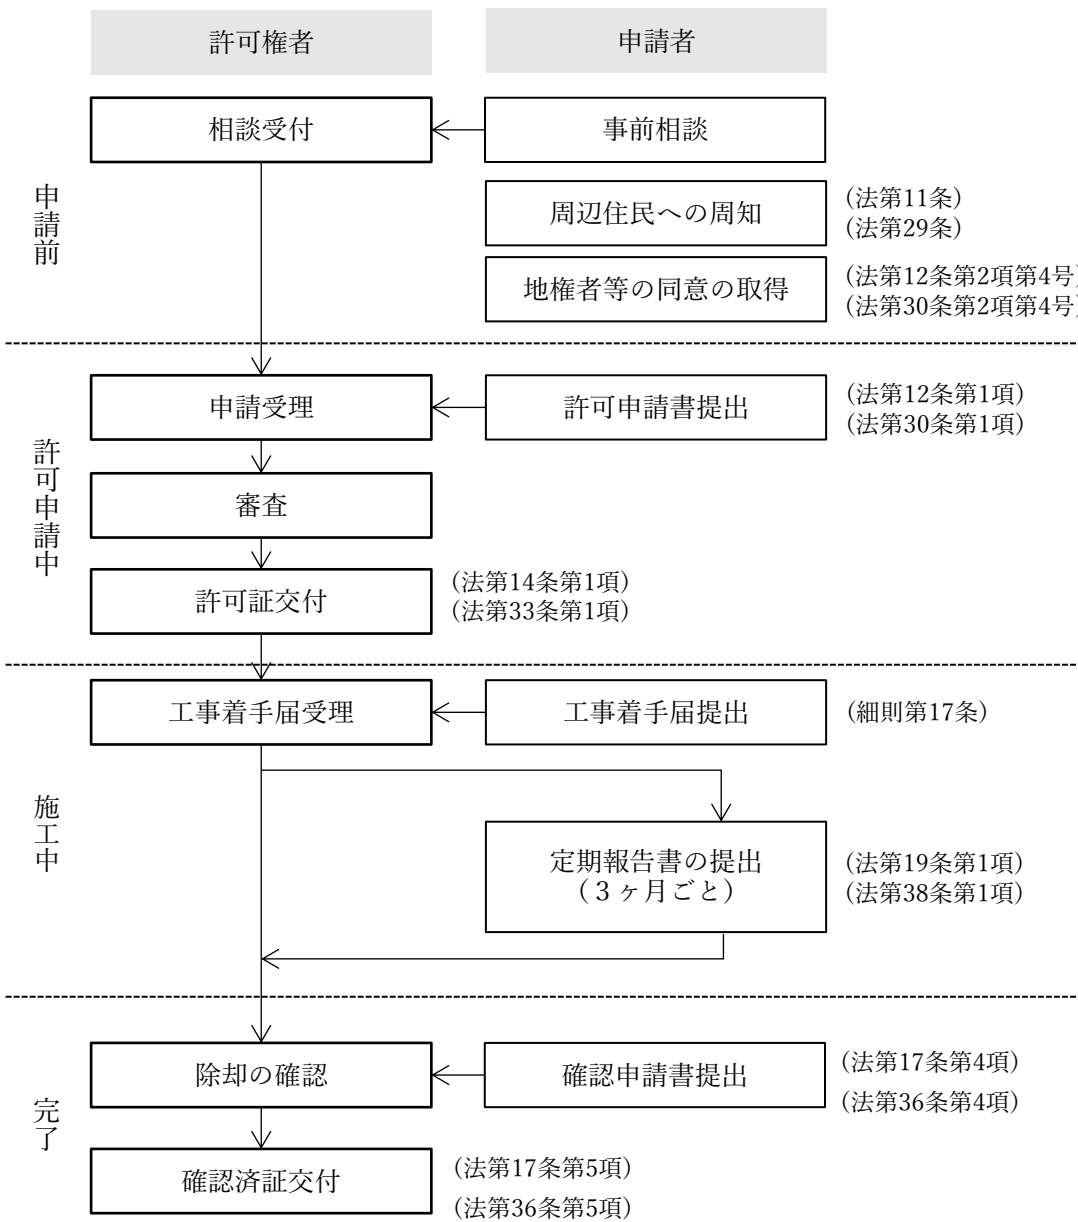 許可権者
申請者
申請前
相談受付
事前相談
周辺住民への周知
(法第11条)
(法第29条)
地権者等の同意の取得
(法第12条第2項第4号)
(法第30条第2項第4号)
許可申請中
申請受理
許可申請書提出
(法第12条第1項)
(法第30条第1項)
審査
許可証交付
(法第14条第1項)
(法第33条第1項)
施工中
工事着手届受理
工事着手届提出
(細則第17条)
定期報告書の提出
（３ヶ月ごと）
(法第19条第1項)
(法第38条第1項)
完了
除却の確認
確認申請書提出
(法第17条第4項)
(法第36条第4項)
確認済証交付
(法第17条第5項)
(法第36条第5項)